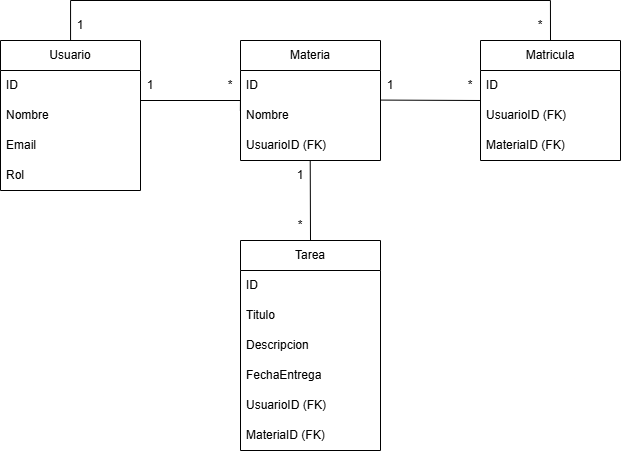 1
*
Usuario
ID
Nombre
Email
Rol
1
*
Materia
ID
Nombre
UsuarioID (FK)
1
*
Matricula
ID
UsuarioID (FK)
MateriaID (FK)
1
*
Tarea
ID
Titulo
Descripcion
FechaEntrega
UsuarioID (FK)
MateriaID (FK)